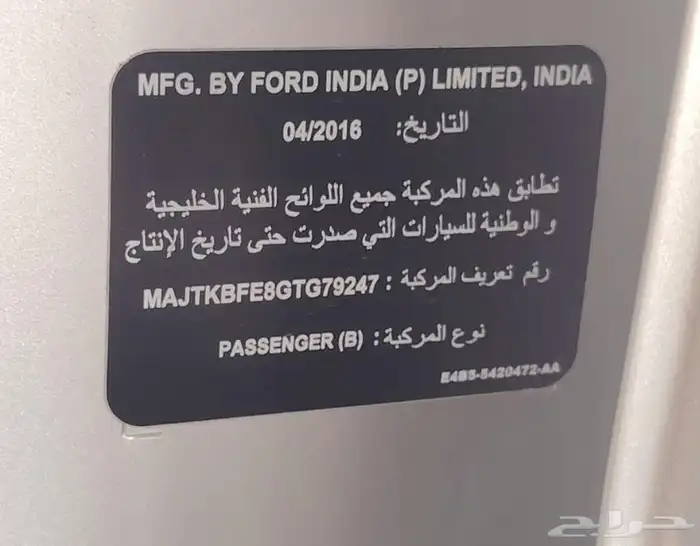 MFG. BY FORD INDIA (P) LIMITED, INDIA
التاريخ: 04/2016
تطابق هذه المركبة جميع اللوائح الفنية الخليجية
و الوطنية للسيارات التي صدرت حتى تاريخ الإنتاج
رقم تعريف المركبة : MAJTKBFE8GTG79247
نوع المركبة : PASSENGER (B)
E4B5-5420472-AA
حراج